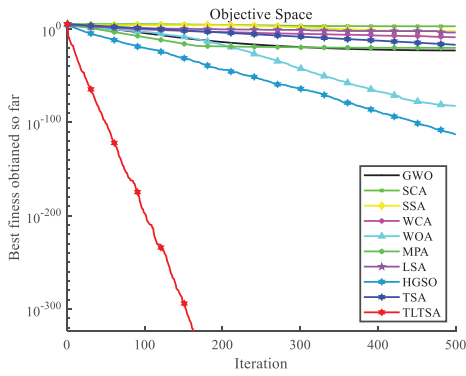 Objective Space
10^0
10^-100
10^-200
10^-300
Best finess obtianed so far
0
100
200
300
400
500
Iteration
GWO
SCA
SSA
WCA
WOA
MPA
LSA
HGSO
TSA
TLTSA